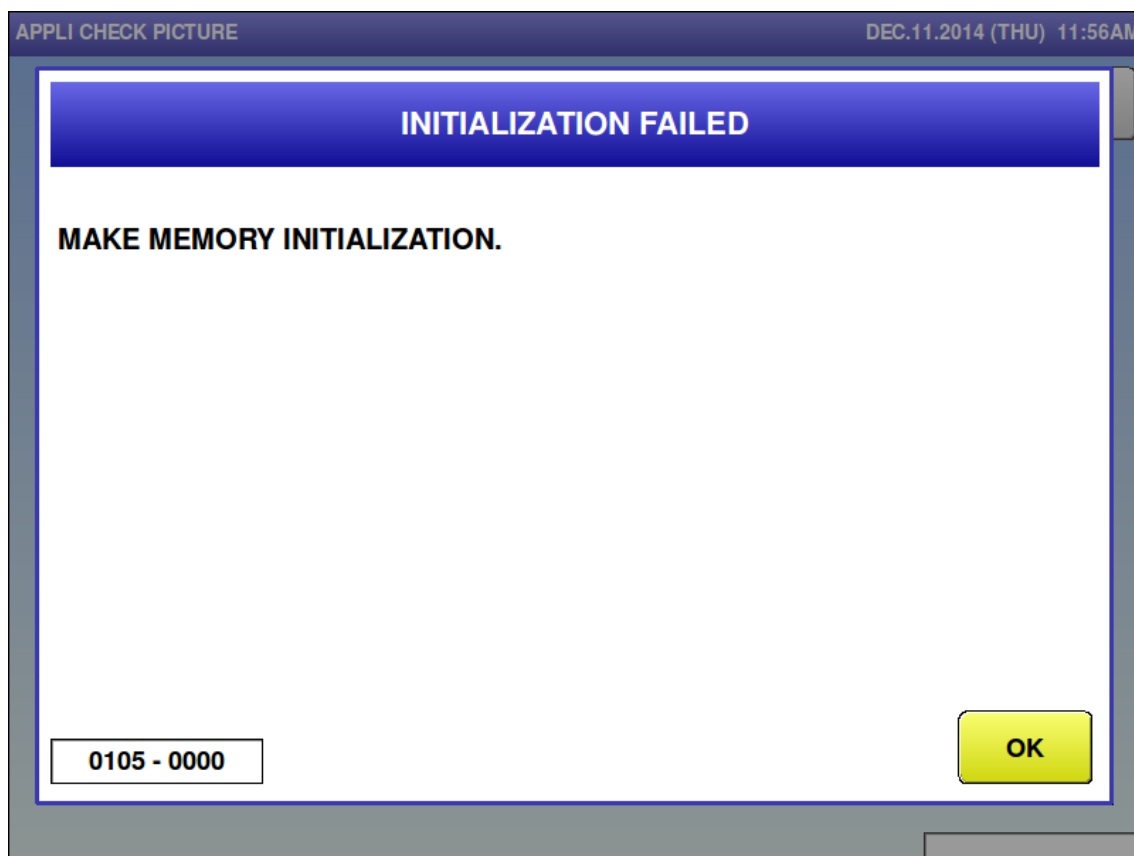 APPLI CHECK PICTURE
DEC.11.2014 (THU) 11:56AM
INITIALIZATION FAILED
MAKE MEMORY INITIALIZATION.
0105 - 0000
OK